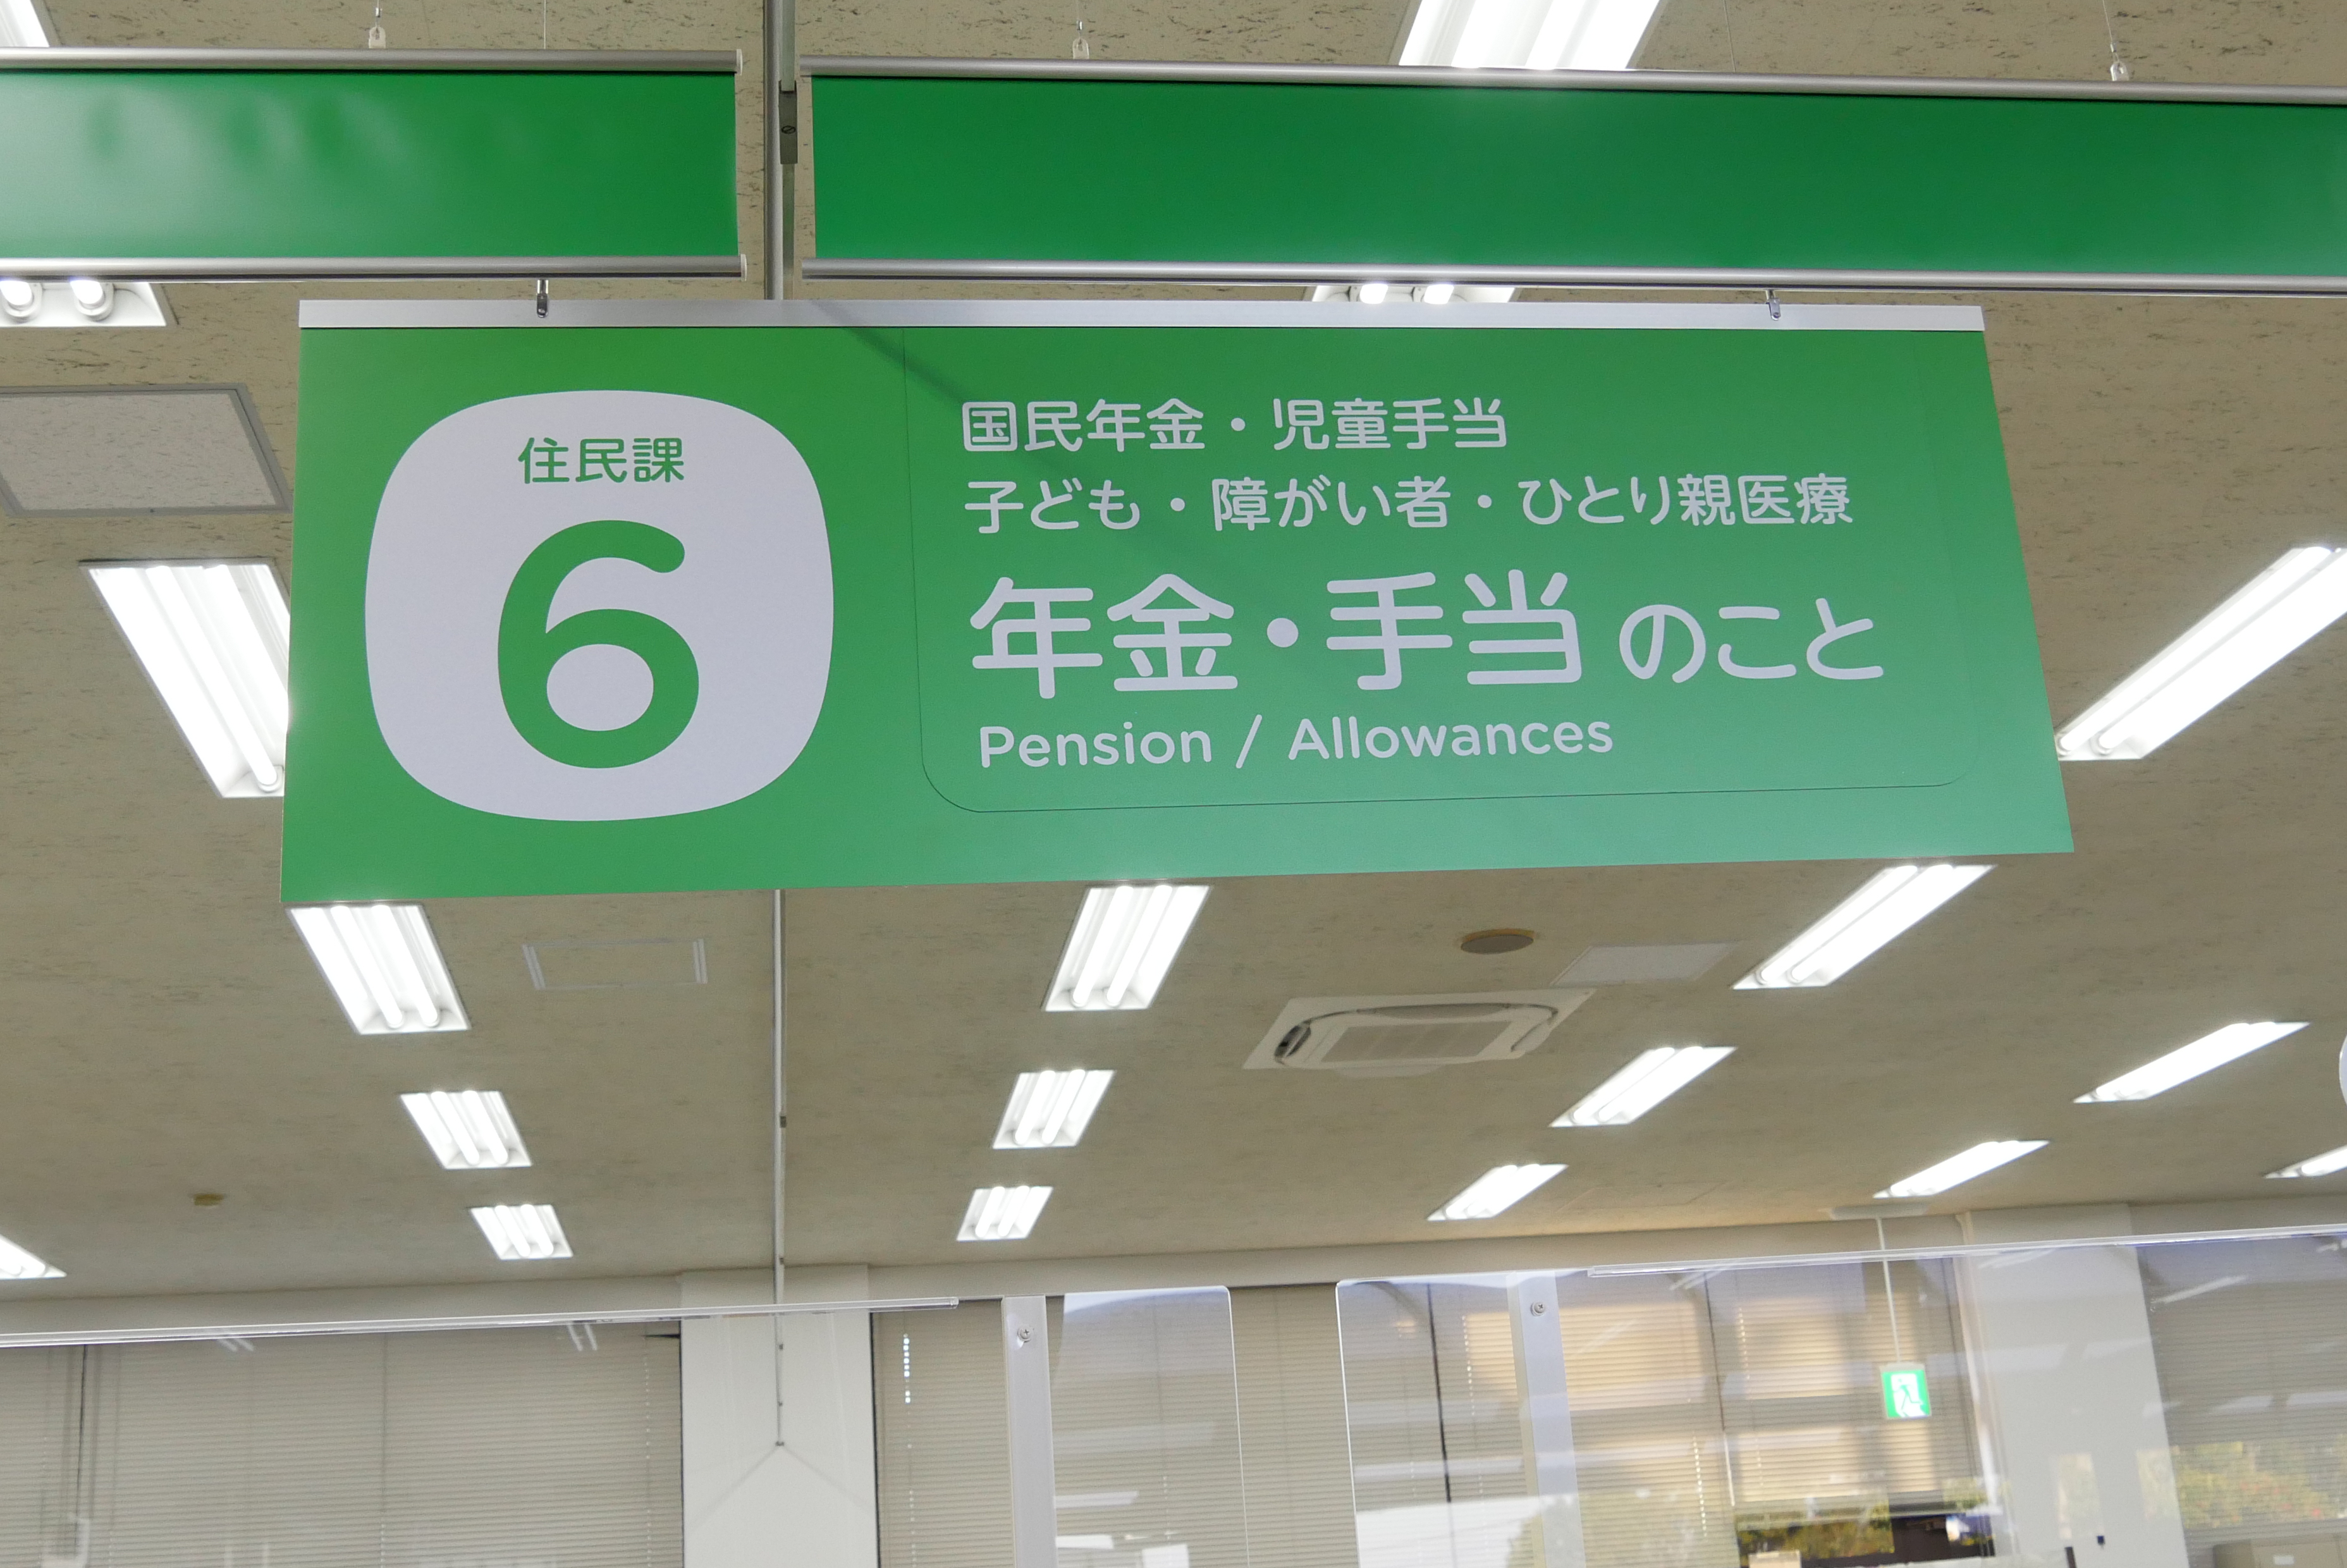 住民課
6
国民年金・児童手当
子ども・障がい者・ひとり親医療
年金・手当のこと
Pension / Allowances